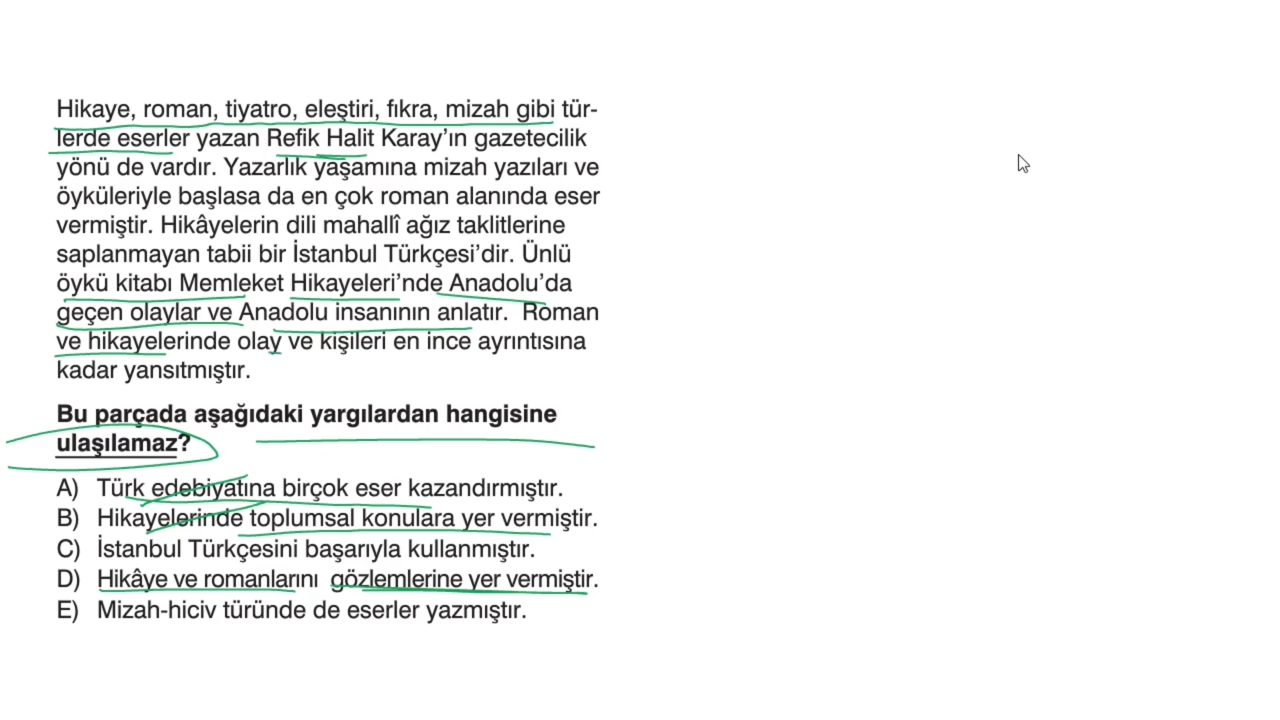 Hikaye, roman, tiyatro, eleştiri, fıkra, mizah gibi tür-
lerde eserler yazan Refik Halit Karay’ın gazetecilik
yönü de vardır. Yazarlık yaşamına mizah yazıları ve
öyküleriyle başlasa da en çok roman alanında eser
vermiştir. Hikâyelerin dili mahallî ağız taklitlerine
saplanmayan tabii bir İstanbul Türkçesi’dir. Ünlü
öykü kitabı Memleket Hikayeleri’nde Anadolu’da
geçen olaylar ve Anadolu insanının anlatır. Roman
ve hikayelerinde olay ve kişileri en ince ayrıntısına
kadar yansıtmıştır.
Bu parçada aşağıdaki yargılardan hangisine
ulaşılamaz?
A) Türk edebiyatına birçok eser kazandırmıştır.
B) Hikayelerinde toplumsal konulara yer vermiştir.
C) İstanbul Türkçesini başarıyla kullanmıştır.
D) Hikâye ve romanlarını gözlemlerine yer vermiştir.
E) Mizah-hiciv türünde de eserler yazmıştır.